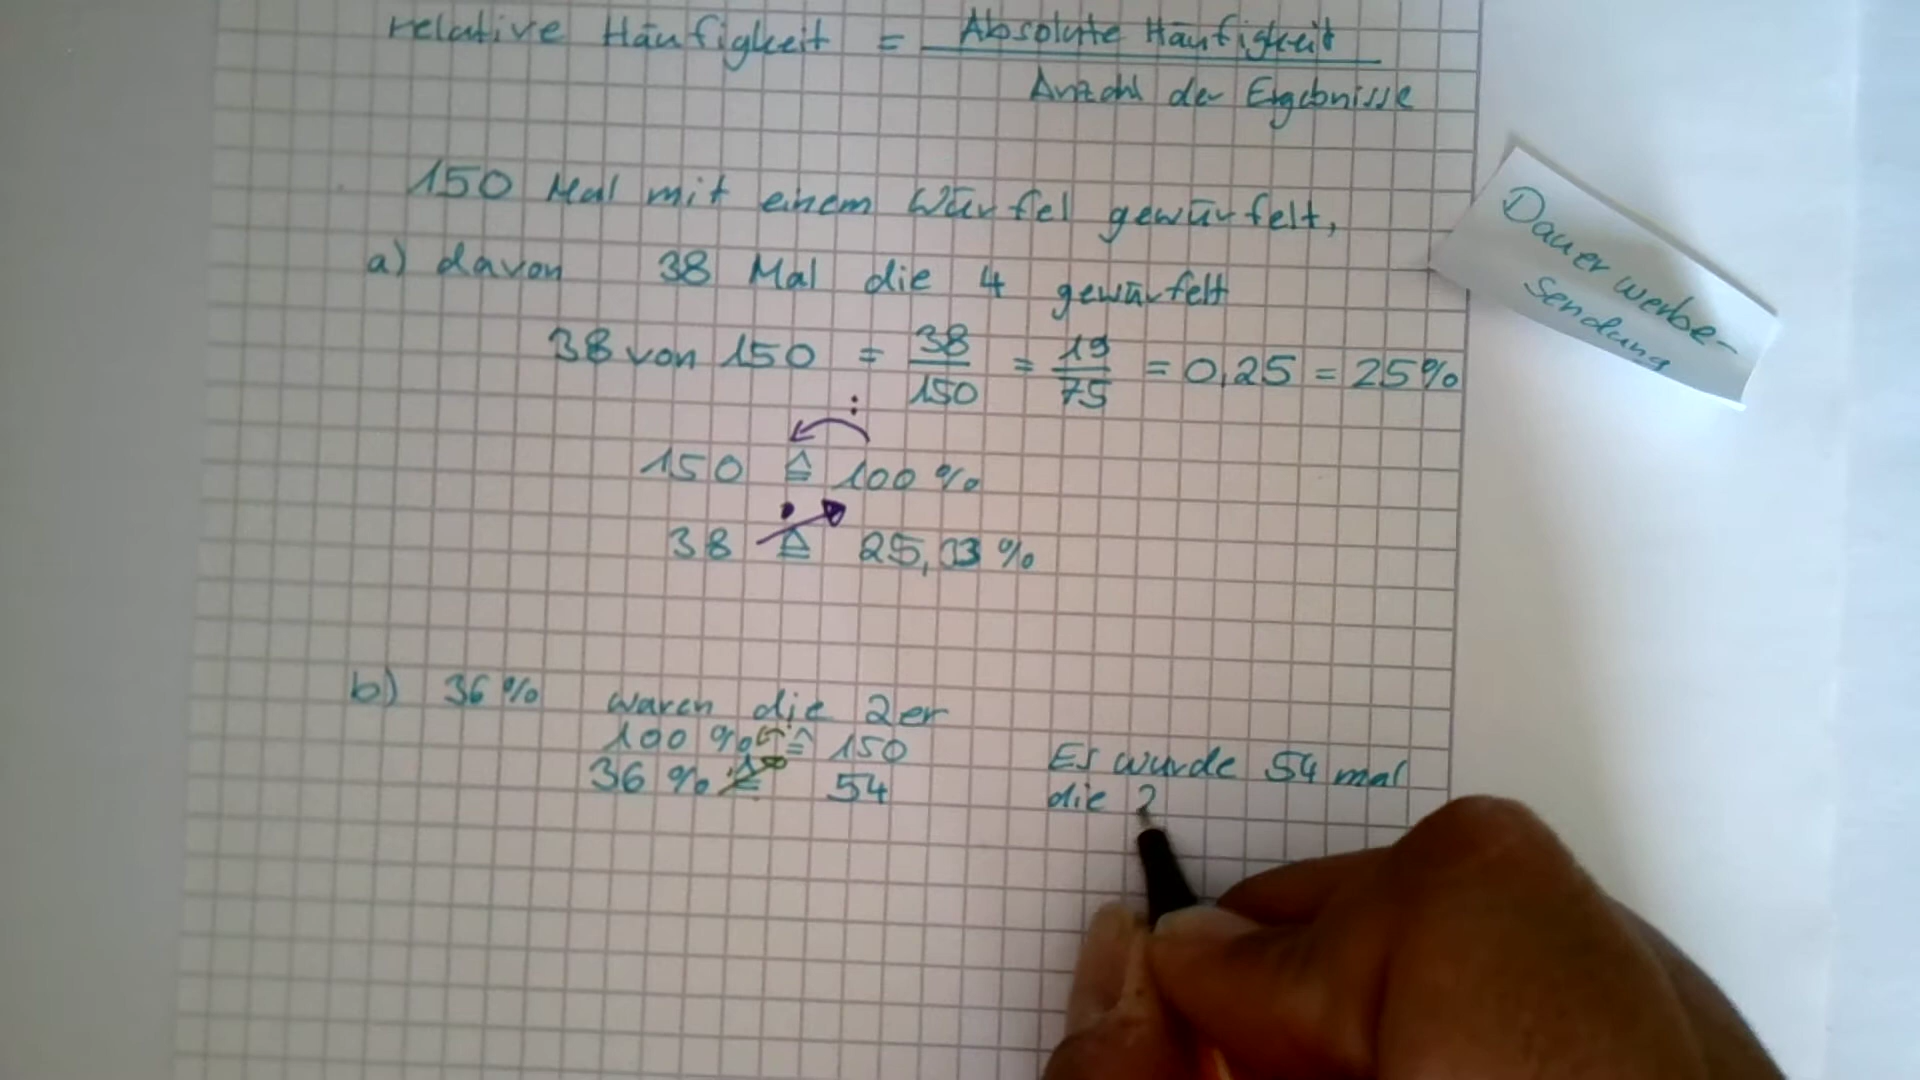 relative Häufigkeit = Absolute Häufigkeit
Anzahl der Ergebnisse
150 Mal mit einem Würfel gewürfelt,
a) davon 38 Mal die 4 gewürfelt
38 von 150 = 38/150 = 19/75 = 0,25 = 25%
:
150 ≙ 100 %
·
38 ≙ 25,33 %
b) 36 % waren die 2er
100 % ≙ 150
36 % ≙ 54
Es wurde 54 mal
die 2
Dauerwerbe-
sendung